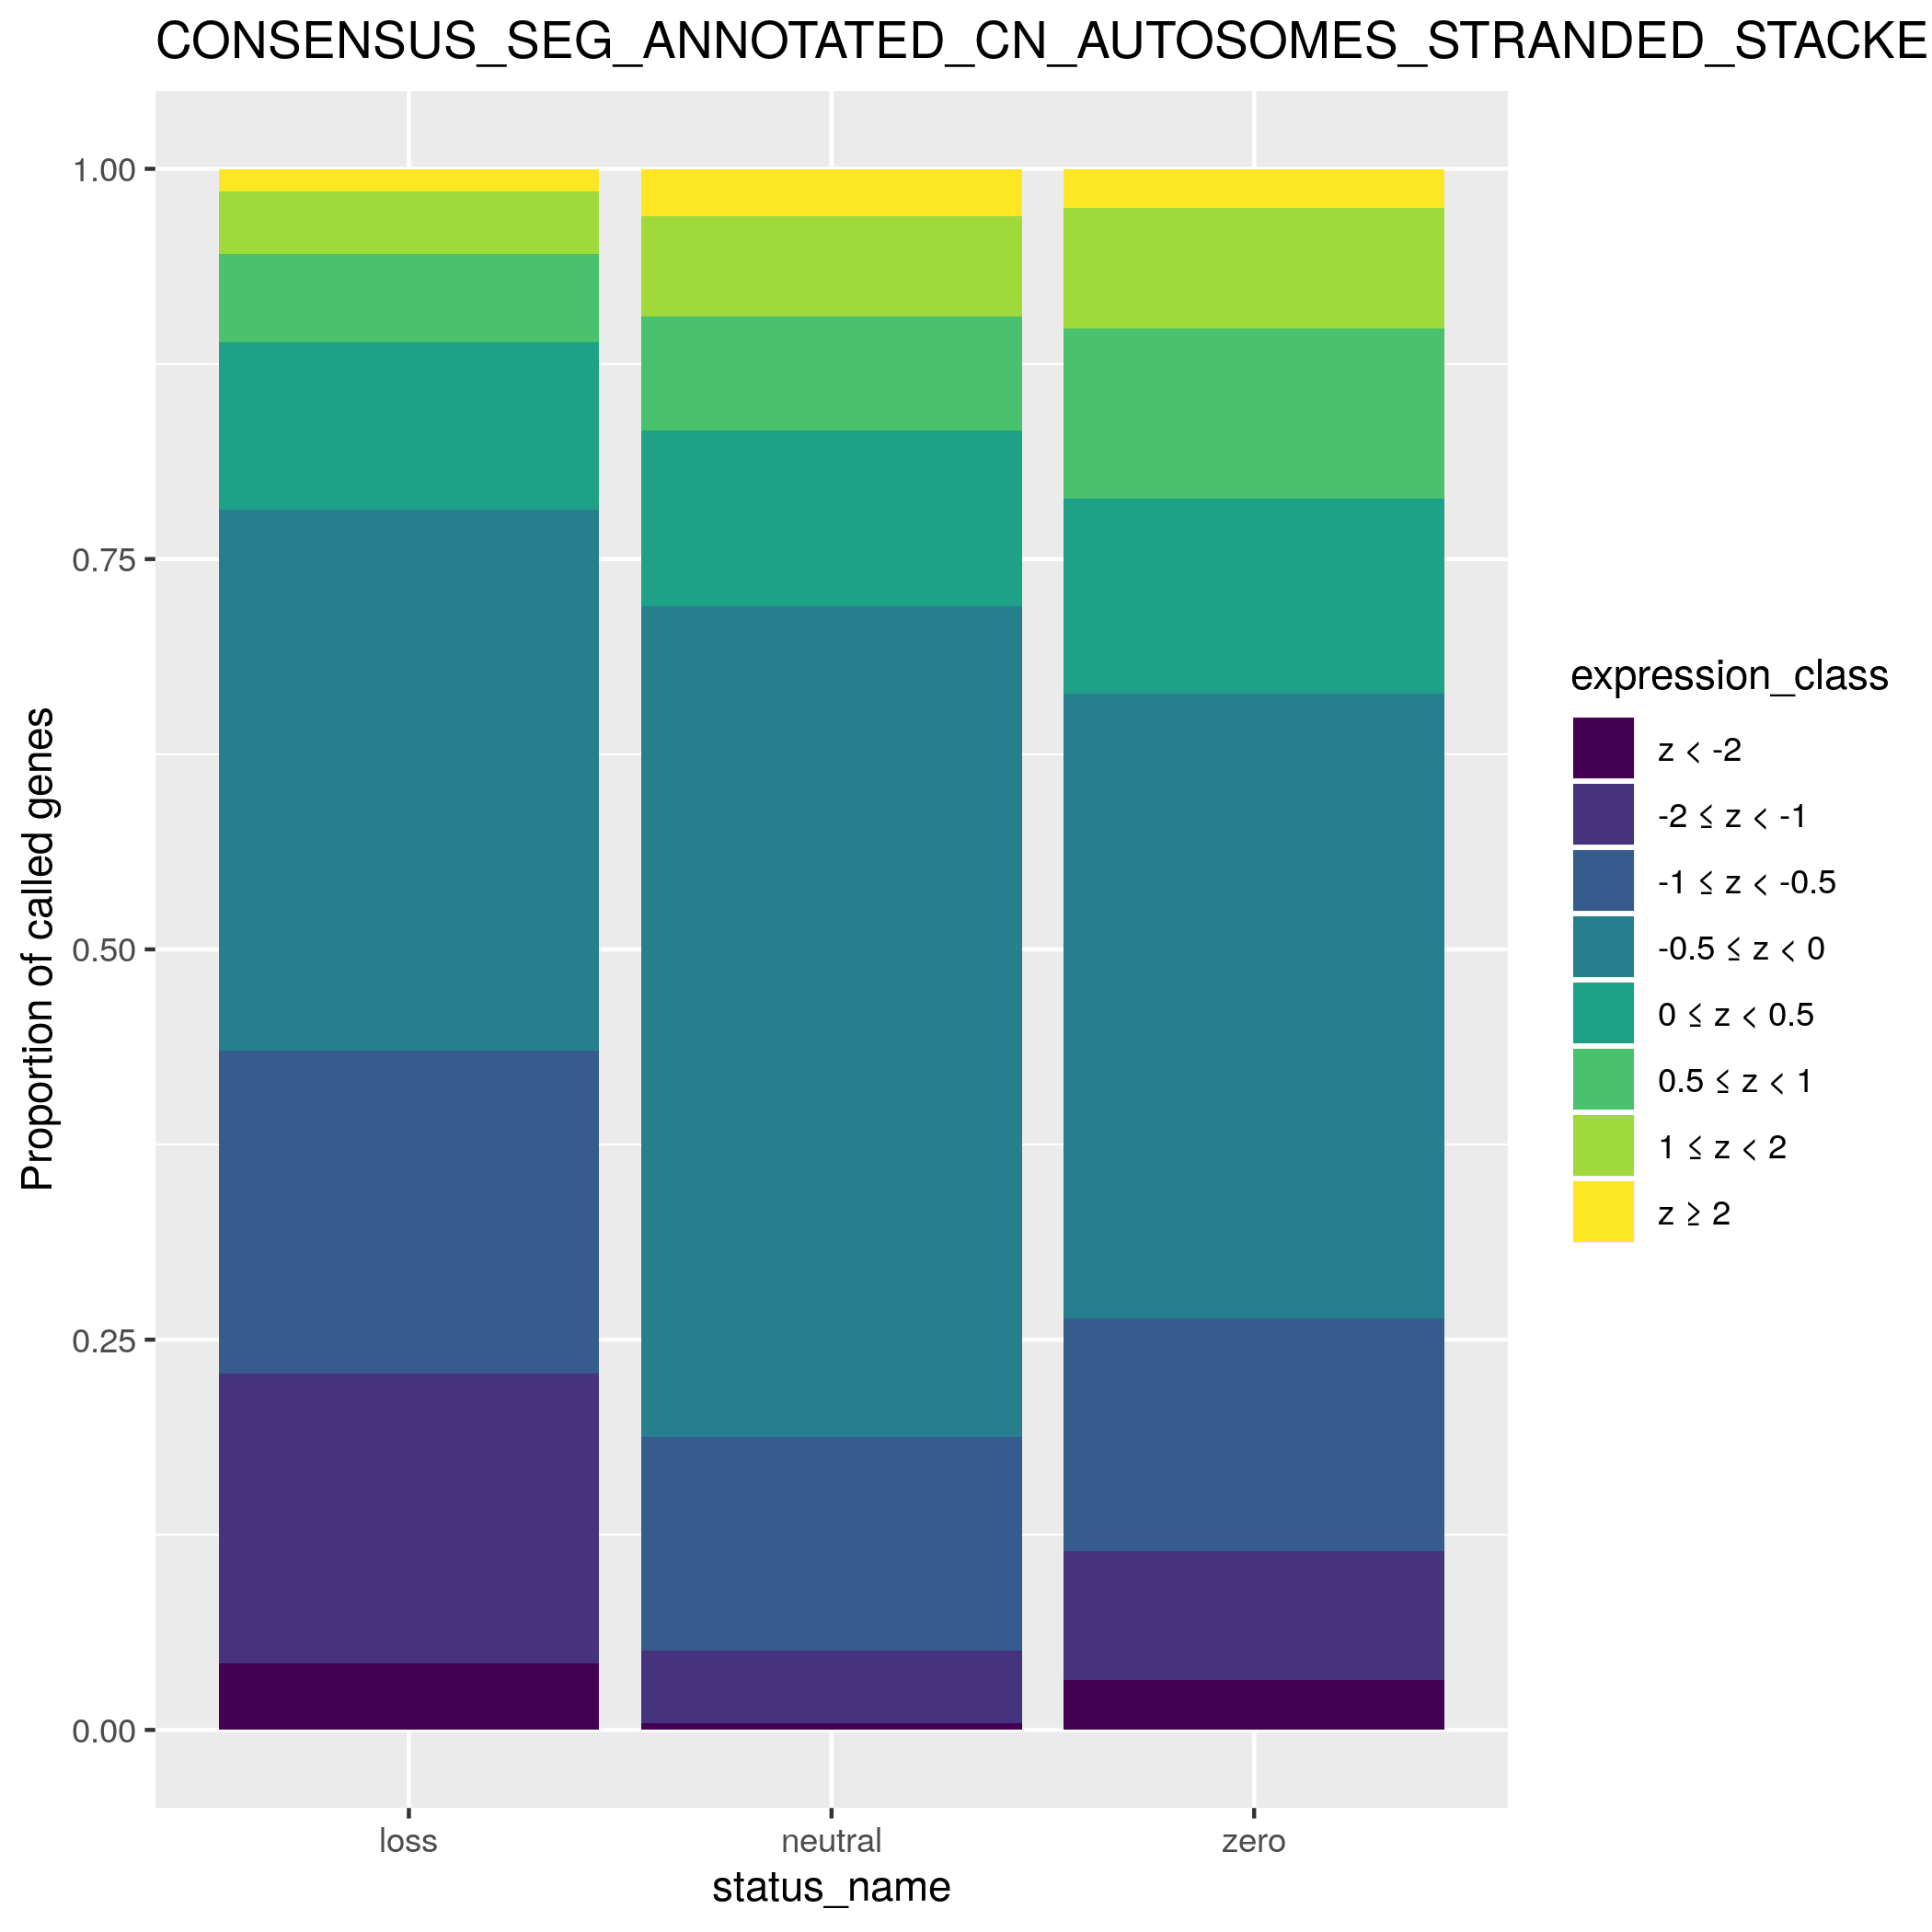 CONSENSUS_SEG_ANNOTATED_CN_AUTOSOMES_STRANDED_STACKE
1.00
0.75
0.50
0.25
0.00
Proportion of called genes
loss neutral zero
status_name
expression_class
z < -2
-2 ≤ z < -1
-1 ≤ z < -0.5
-0.5 ≤ z < 0
0 ≤ z < 0.5
0.5 ≤ z < 1
1 ≤ z < 2
z ≥ 2